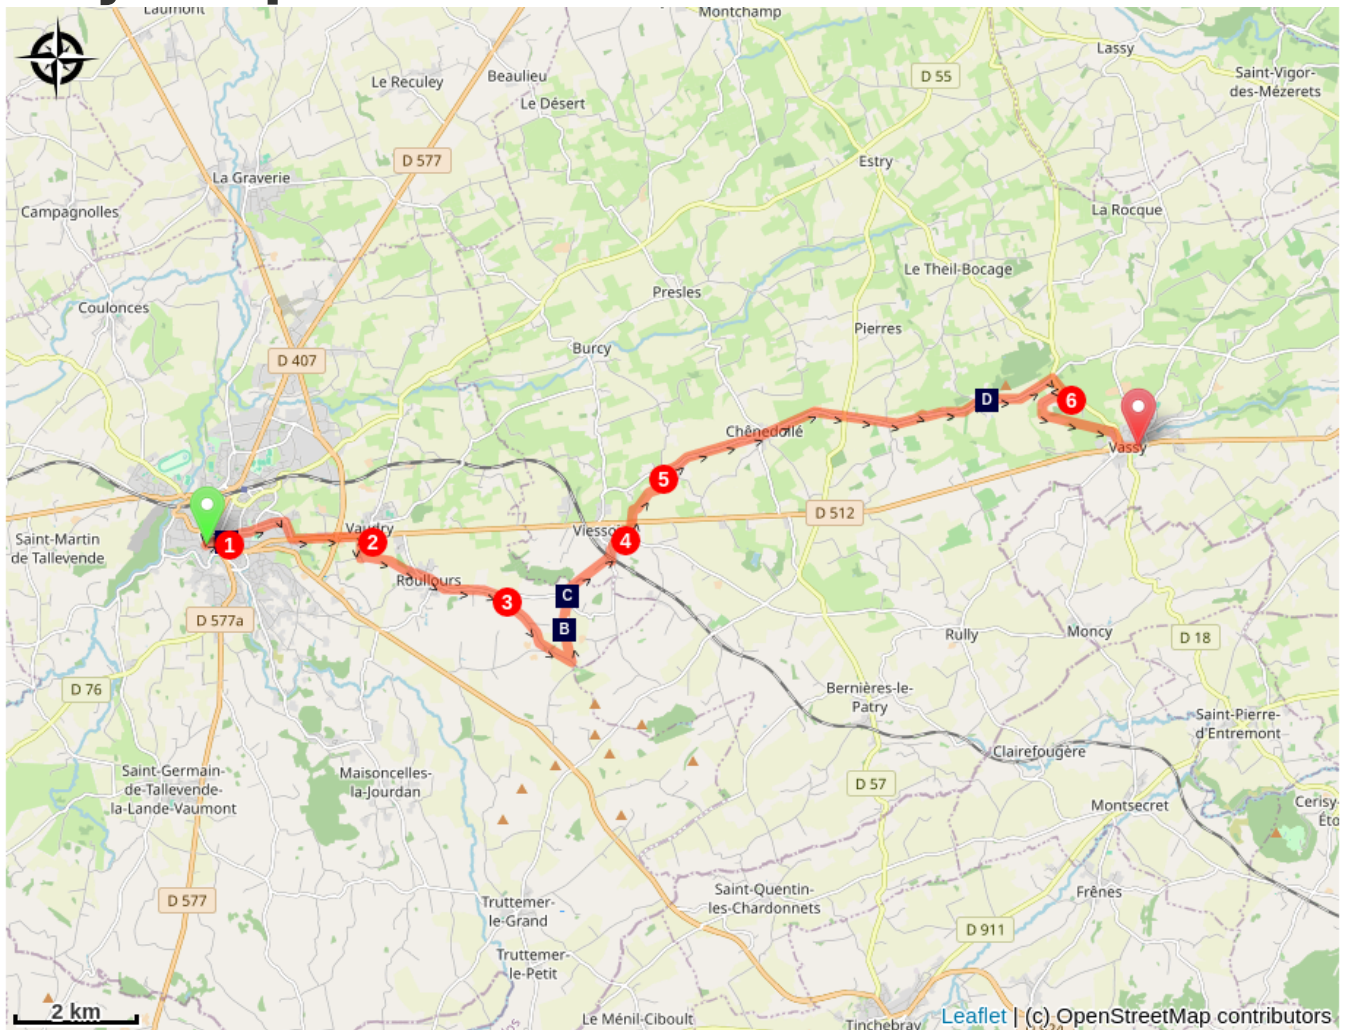 Montchamp
Lassy
Le Reculey
Beaulieu
D 55
Saint-Vigor-
des-Mézerets
Le Désert
D 577
Estry
La Graverie
Campagnolles
La Rocque
Le Theil-Bocage
Presles
Coulonces
Pierres
Burcy
D 407
D
6
Chênedollé
Vassy
5
D 512
Saint-Martin
de Tallevende
1
Vaudry
2
4
Roullours
C
3
B
D 577a
Rully
Moncy
D 18
D 76
Bernières-le-
Patry
Saint-Pierre-
d'Entremont
Clairefougère
Saint-Germain-
de-Tallevende-
la-Lande-Vaumont
Maisoncelles-
la-Jourdan
D 57
Montsecret
Cerisy-
D 577
Truttemer-
le-Grand
Saint-Quentin-
les-Chardonnets
Frênes
D 911
Truttemer-
le-Petit
2 km
Le Ménil-Ciboult
Tinchebray
Leaflet | (c) OpenStreetMap contributors